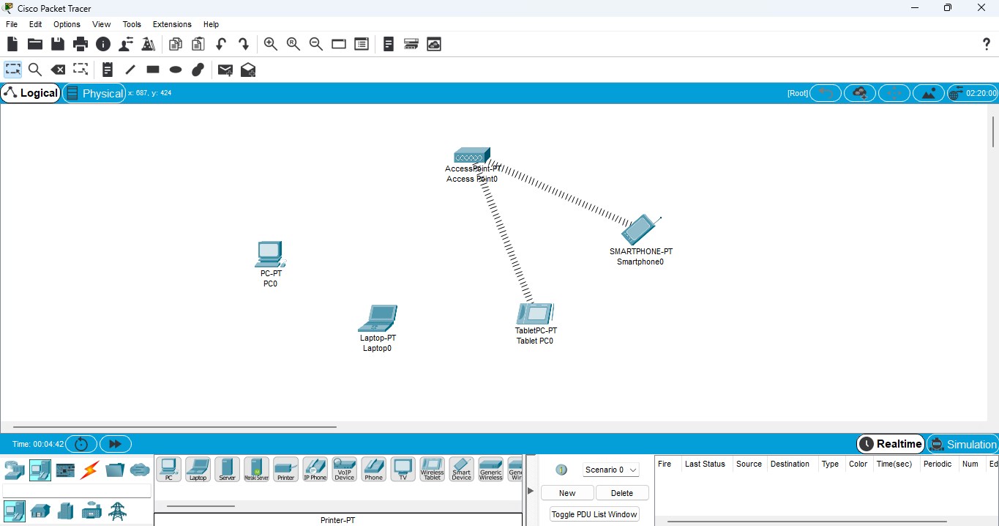 Cisco Packet Tracer
File Edit Options View Tools Extensions Help
R
?
Logical Physical x: 687, y: 424 [Root] 02:20:00
AccessPoint-PT
Access Point0
SMARTPHONE-PT
Smartphone0
PC-PT
PC0
Laptop-PT
Laptop0
TabletPC-PT
Tablet PC0
Time: 00:04:42 Realtime Simulation
PC Laptop Server Meraki Server Printer IP Phone VoIP Device Phone TV Wireless Tablet Smart Device Generic Wireless
Printer-PT
Scenario 0
New Delete
Toggle PDU List Window
Fire Last Status Source Destination Type Color Time(sec) Periodic Num Ed